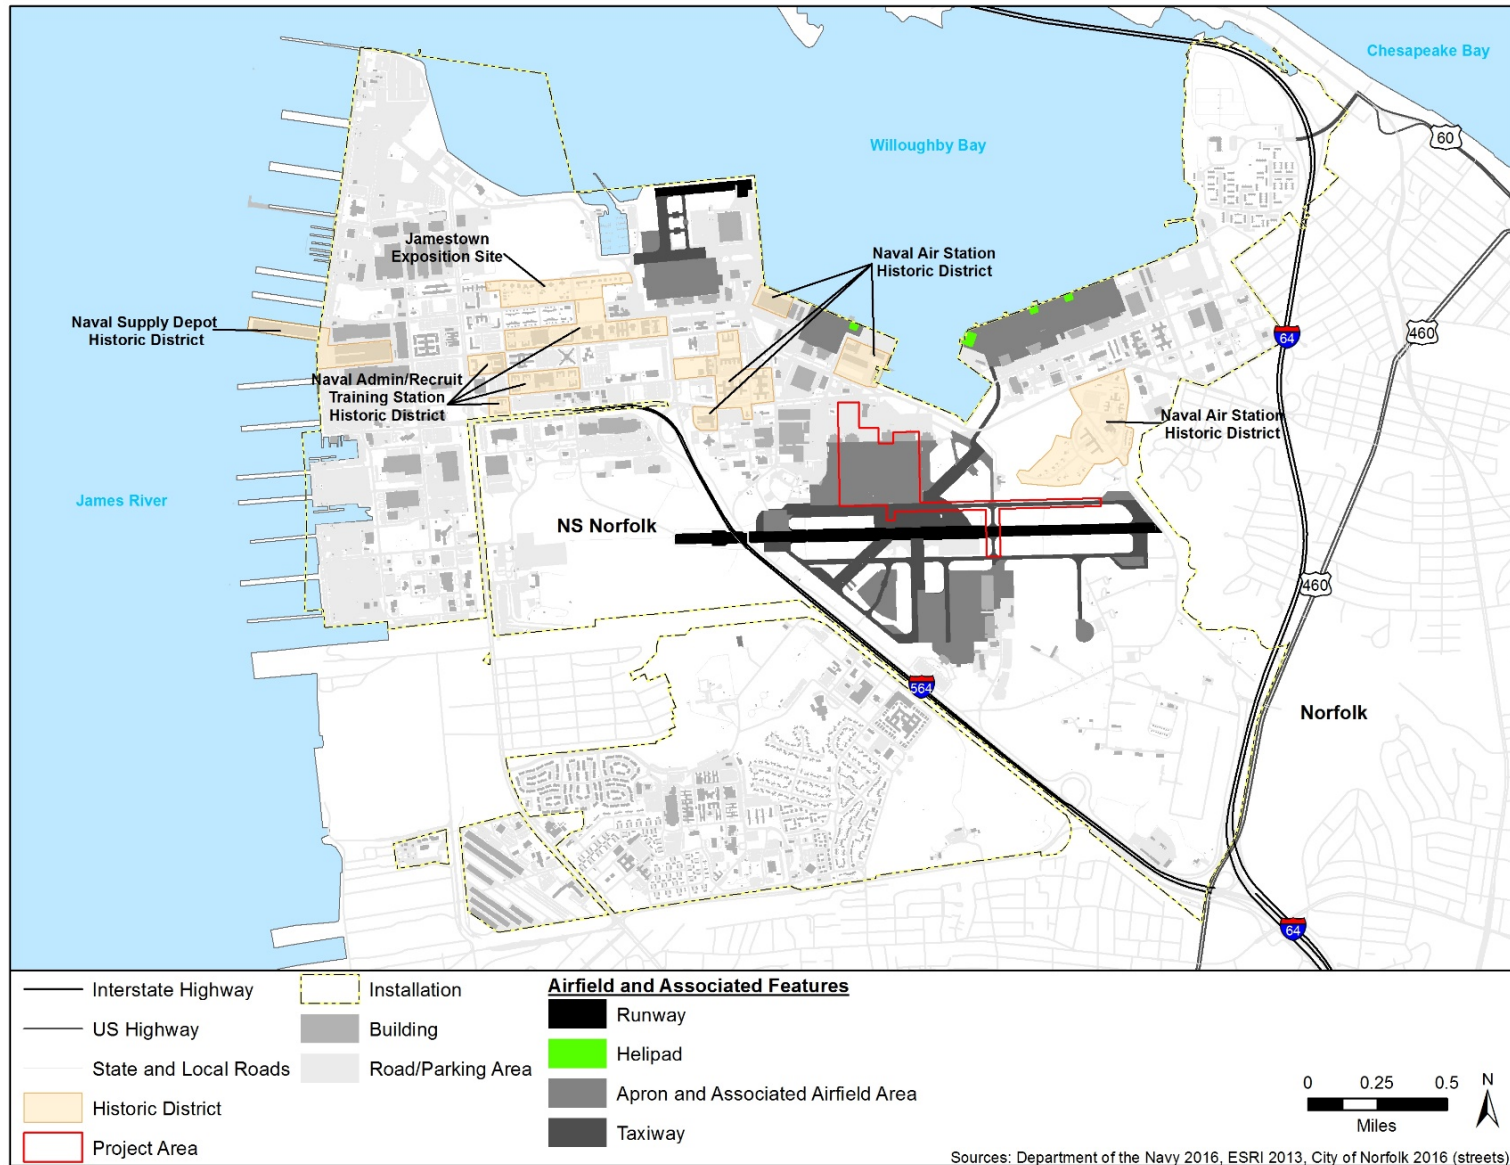 Chesapeake Bay
60
Willoughby Bay
Jamestown
Exposition Site
Naval Air Station
Historic District
Naval Supply Depot
Historic District
460
64
Naval Admin/Recruit
Training Station
Historic District
Naval Air Station
Historic District
James River
NS Norfolk
460
564
Norfolk
64
Interstate Highway
US Highway
State and Local Roads
Historic District
Project Area
Installation
Building
Road/Parking Area
Airfield and Associated Features
Runway
Helipad
Apron and Associated Airfield Area
Taxiway
0 0.25 0.5
Miles
N
Sources: Department of the Navy 2016, ESRI 2013, City of Norfolk 2016 (streets)